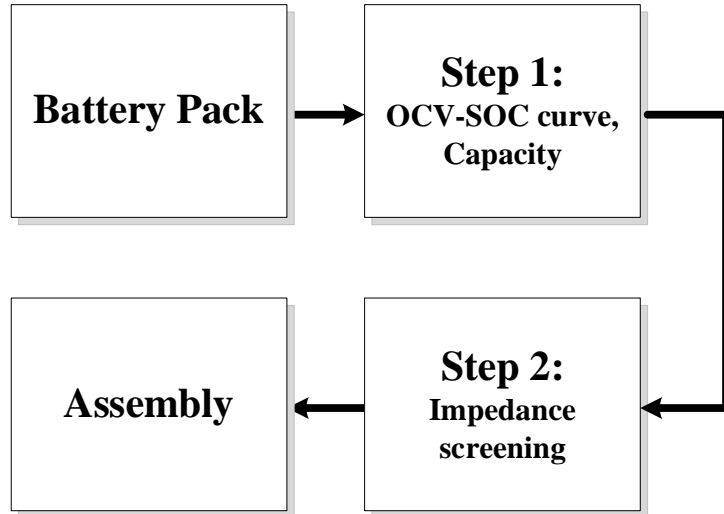 Battery Pack
Step 1:
OCV-SOC curve,
Capacity
Assembly
Step 2:
Impedance
screening